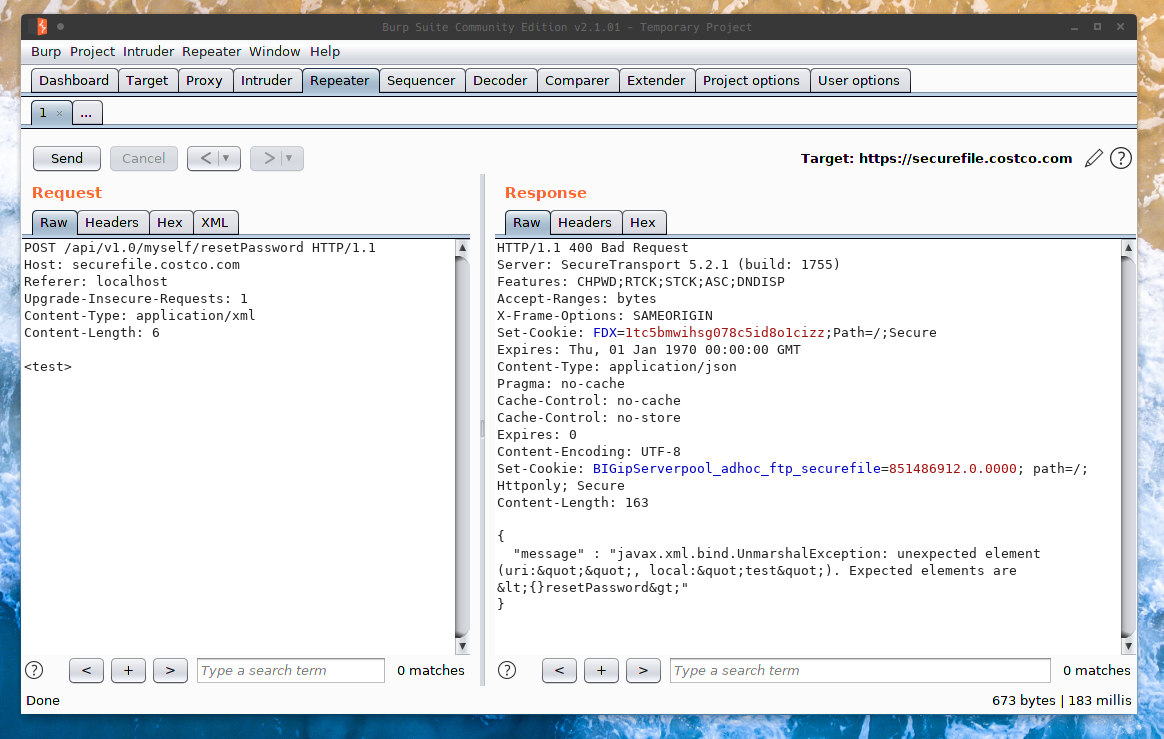 Burp Suite Community Edition v2.1.01 - Temporary Project
Burp Project Intruder Repeater Window Help
Dashboard Target Proxy Intruder Repeater Sequencer Decoder Comparer Extender Project options User options
1 × ...
Send Cancel < > Target: https://securefile.costco.com ?
Request
Raw Headers Hex XML
POST /api/v1.0/myself/resetPassword HTTP/1.1
Host: securefile.costco.com
Referer: localhost
Upgrade-Insecure-Requests: 1
Content-Type: application/xml
Content-Length: 6
<test>
? < + > Type a search term 0 matches
Response
Raw Headers Hex
HTTP/1.1 400 Bad Request
Server: SecureTransport 5.2.1 (build: 1755)
Features: CHPWD;RTCK;STCK;ASC;DNDISP
Accept-Ranges: bytes
X-Frame-Options: SAMEORIGIN
Set-Cookie: FDX=1tc5bmwihsg078c5id8o1cizz;Path=/;Secure
Expires: Thu, 01 Jan 1970 00:00:00 GMT
Content-Type: application/json
Pragma: no-cache
Cache-Control: no-cache
Cache-Control: no-store
Expires: 0
Content-Encoding: UTF-8
Set-Cookie: BIGipServerpool_adhoc_ftp_securefile=851486912.0.0000; path=/;
Httponly; Secure
Content-Length: 163
{
"message" : "javax.xml.bind.UnmarshalException: unexpected element
(uri:&quot;&quot;, local:&quot;test&quot;). Expected elements are
&lt;{}resetPassword&gt;"
}
? < + > Type a search term 0 matches
Done
673 bytes | 183 millis